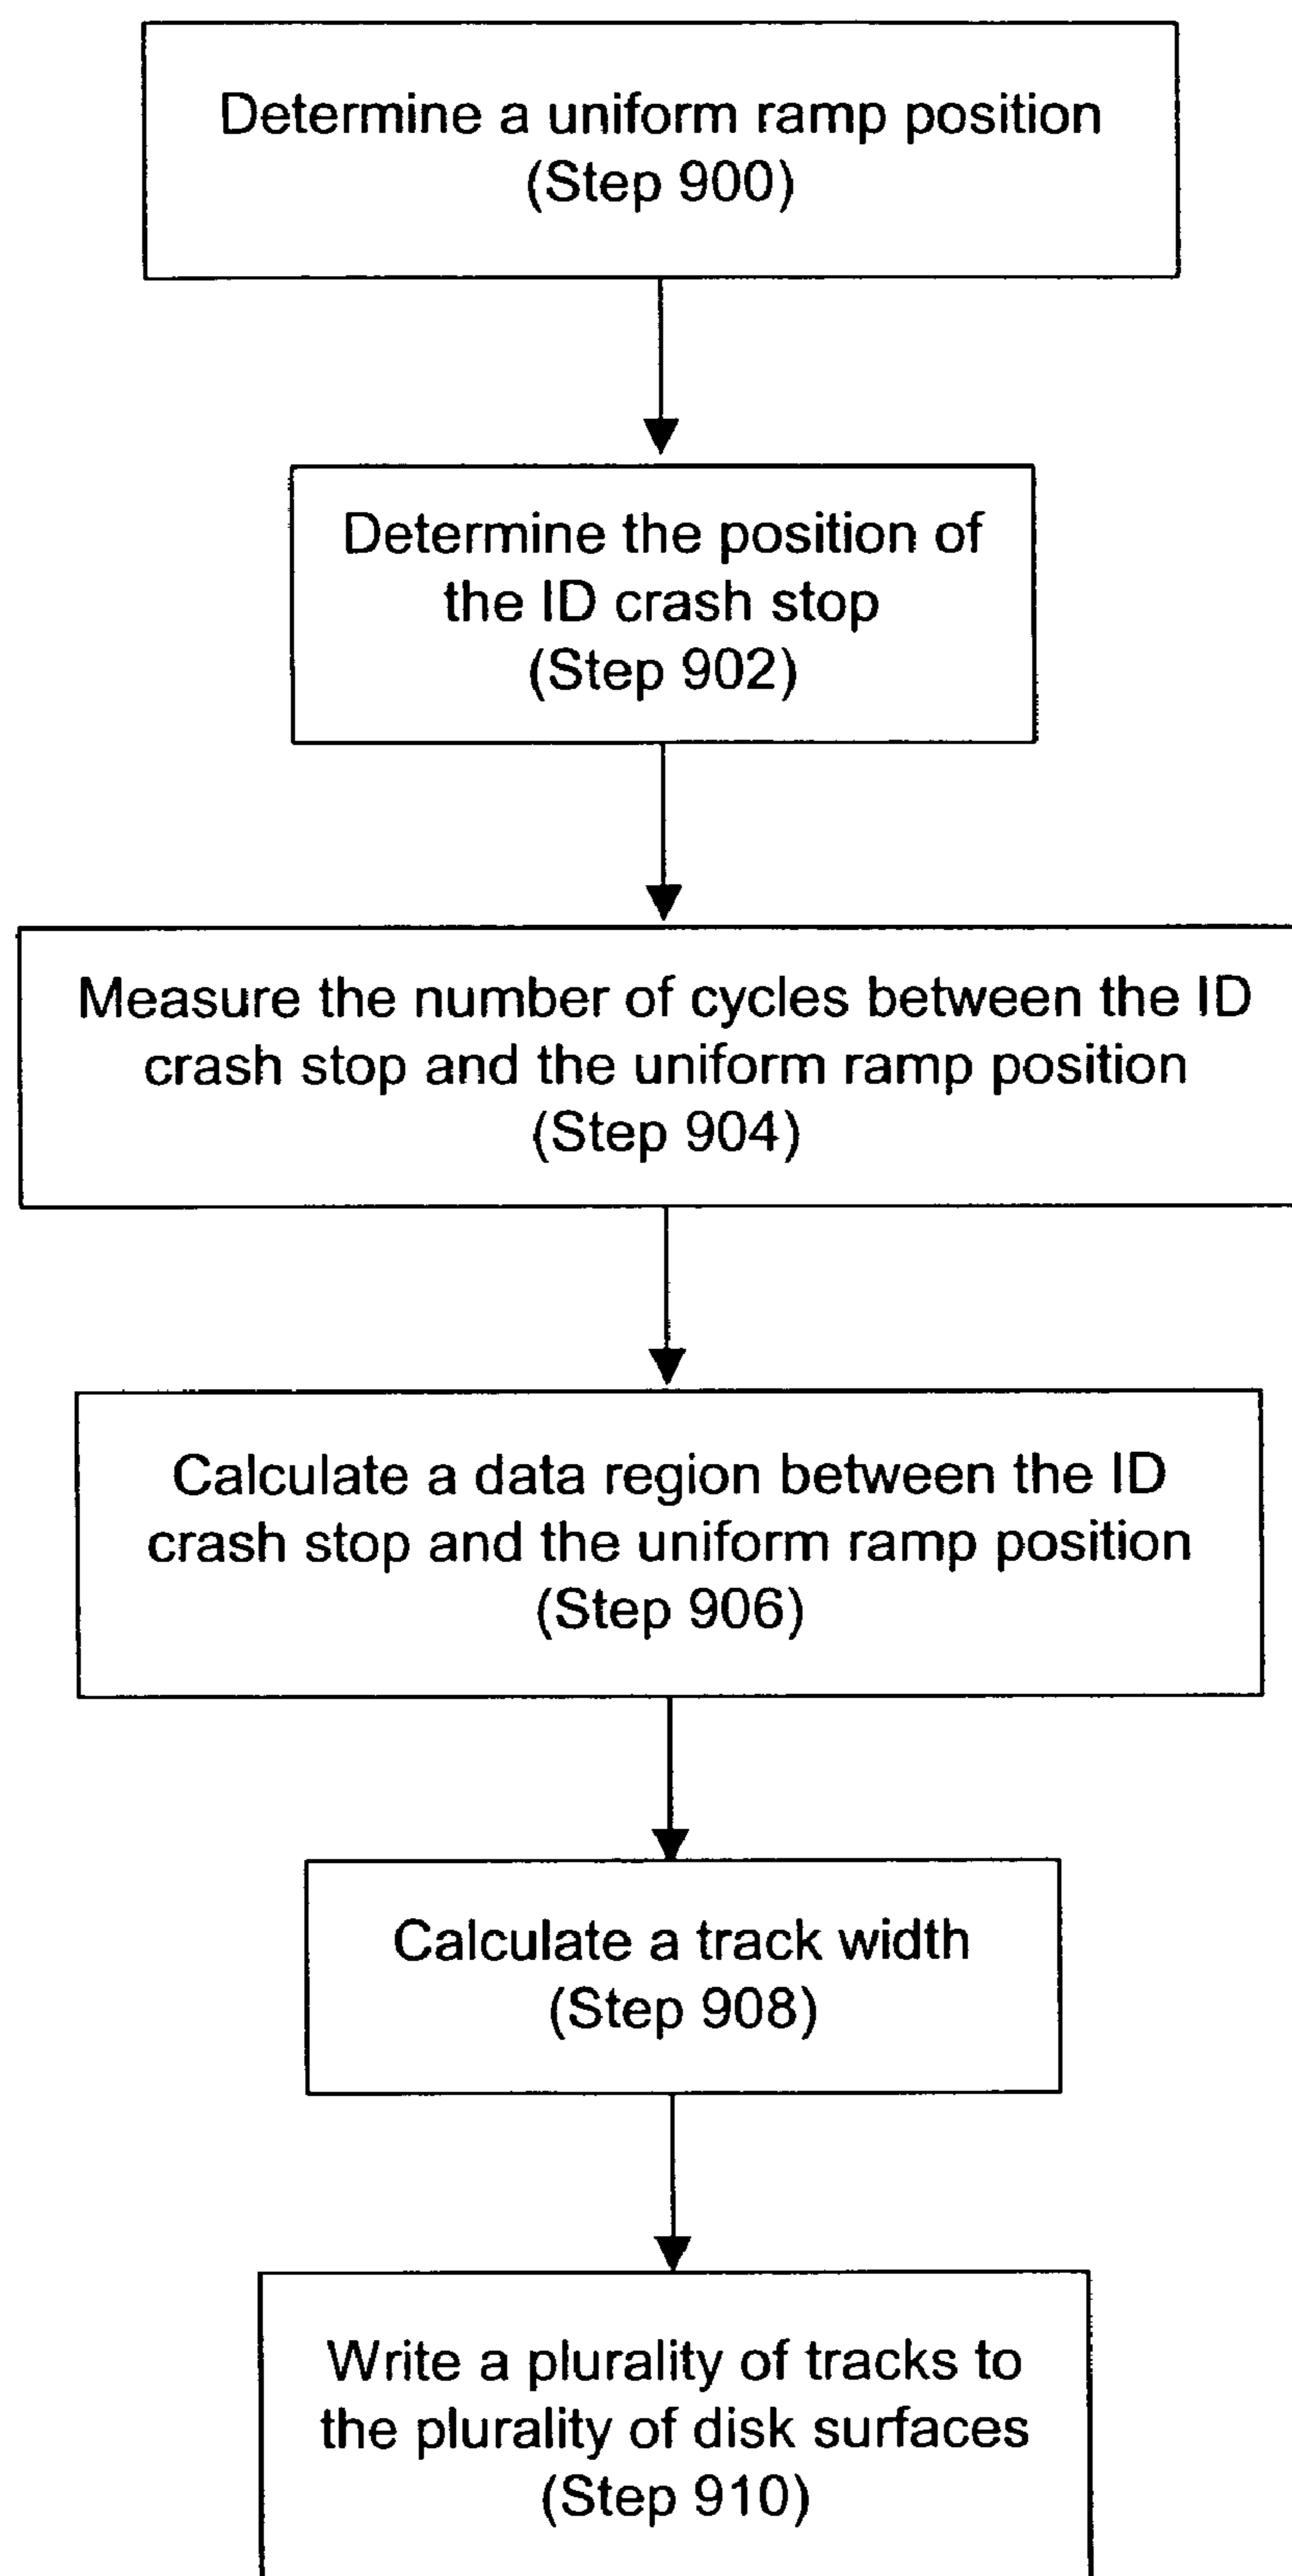 Determine a uniform ramp position
(Step 900)
Determine the position of
the ID crash stop
(Step 902)
Measure the number of cycles between the ID
crash stop and the uniform ramp position
(Step 904)
Calculate a data region between the ID
crash stop and the uniform ramp position
(Step 906)
Calculate a track width
(Step 908)
Write a plurality of tracks to
the plurality of disk surfaces
(Step 910)